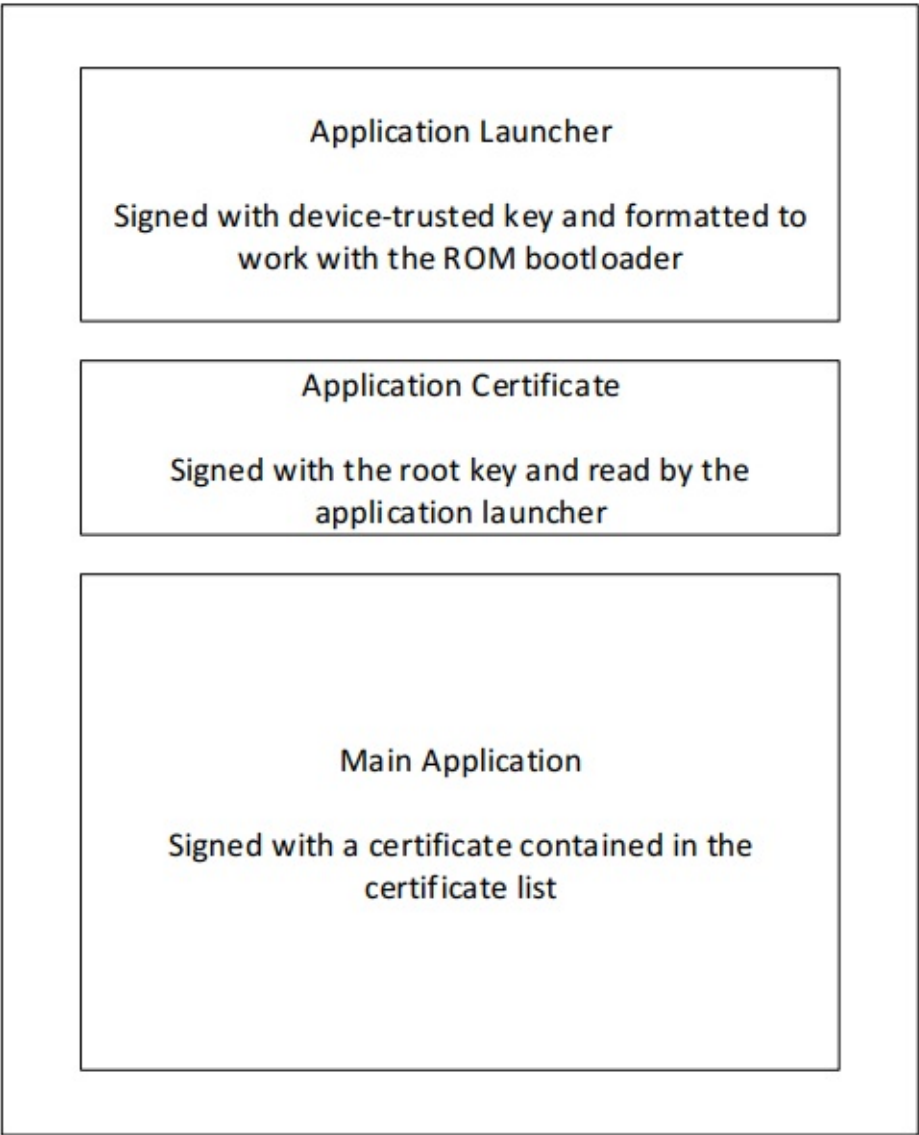 Application Launcher
Signed with device-trusted key and formatted to
work with the ROM bootloader
Application Certificate
Signed with the root key and read by the
application launcher
Main Application
Signed with a certificate contained in the
certificate list